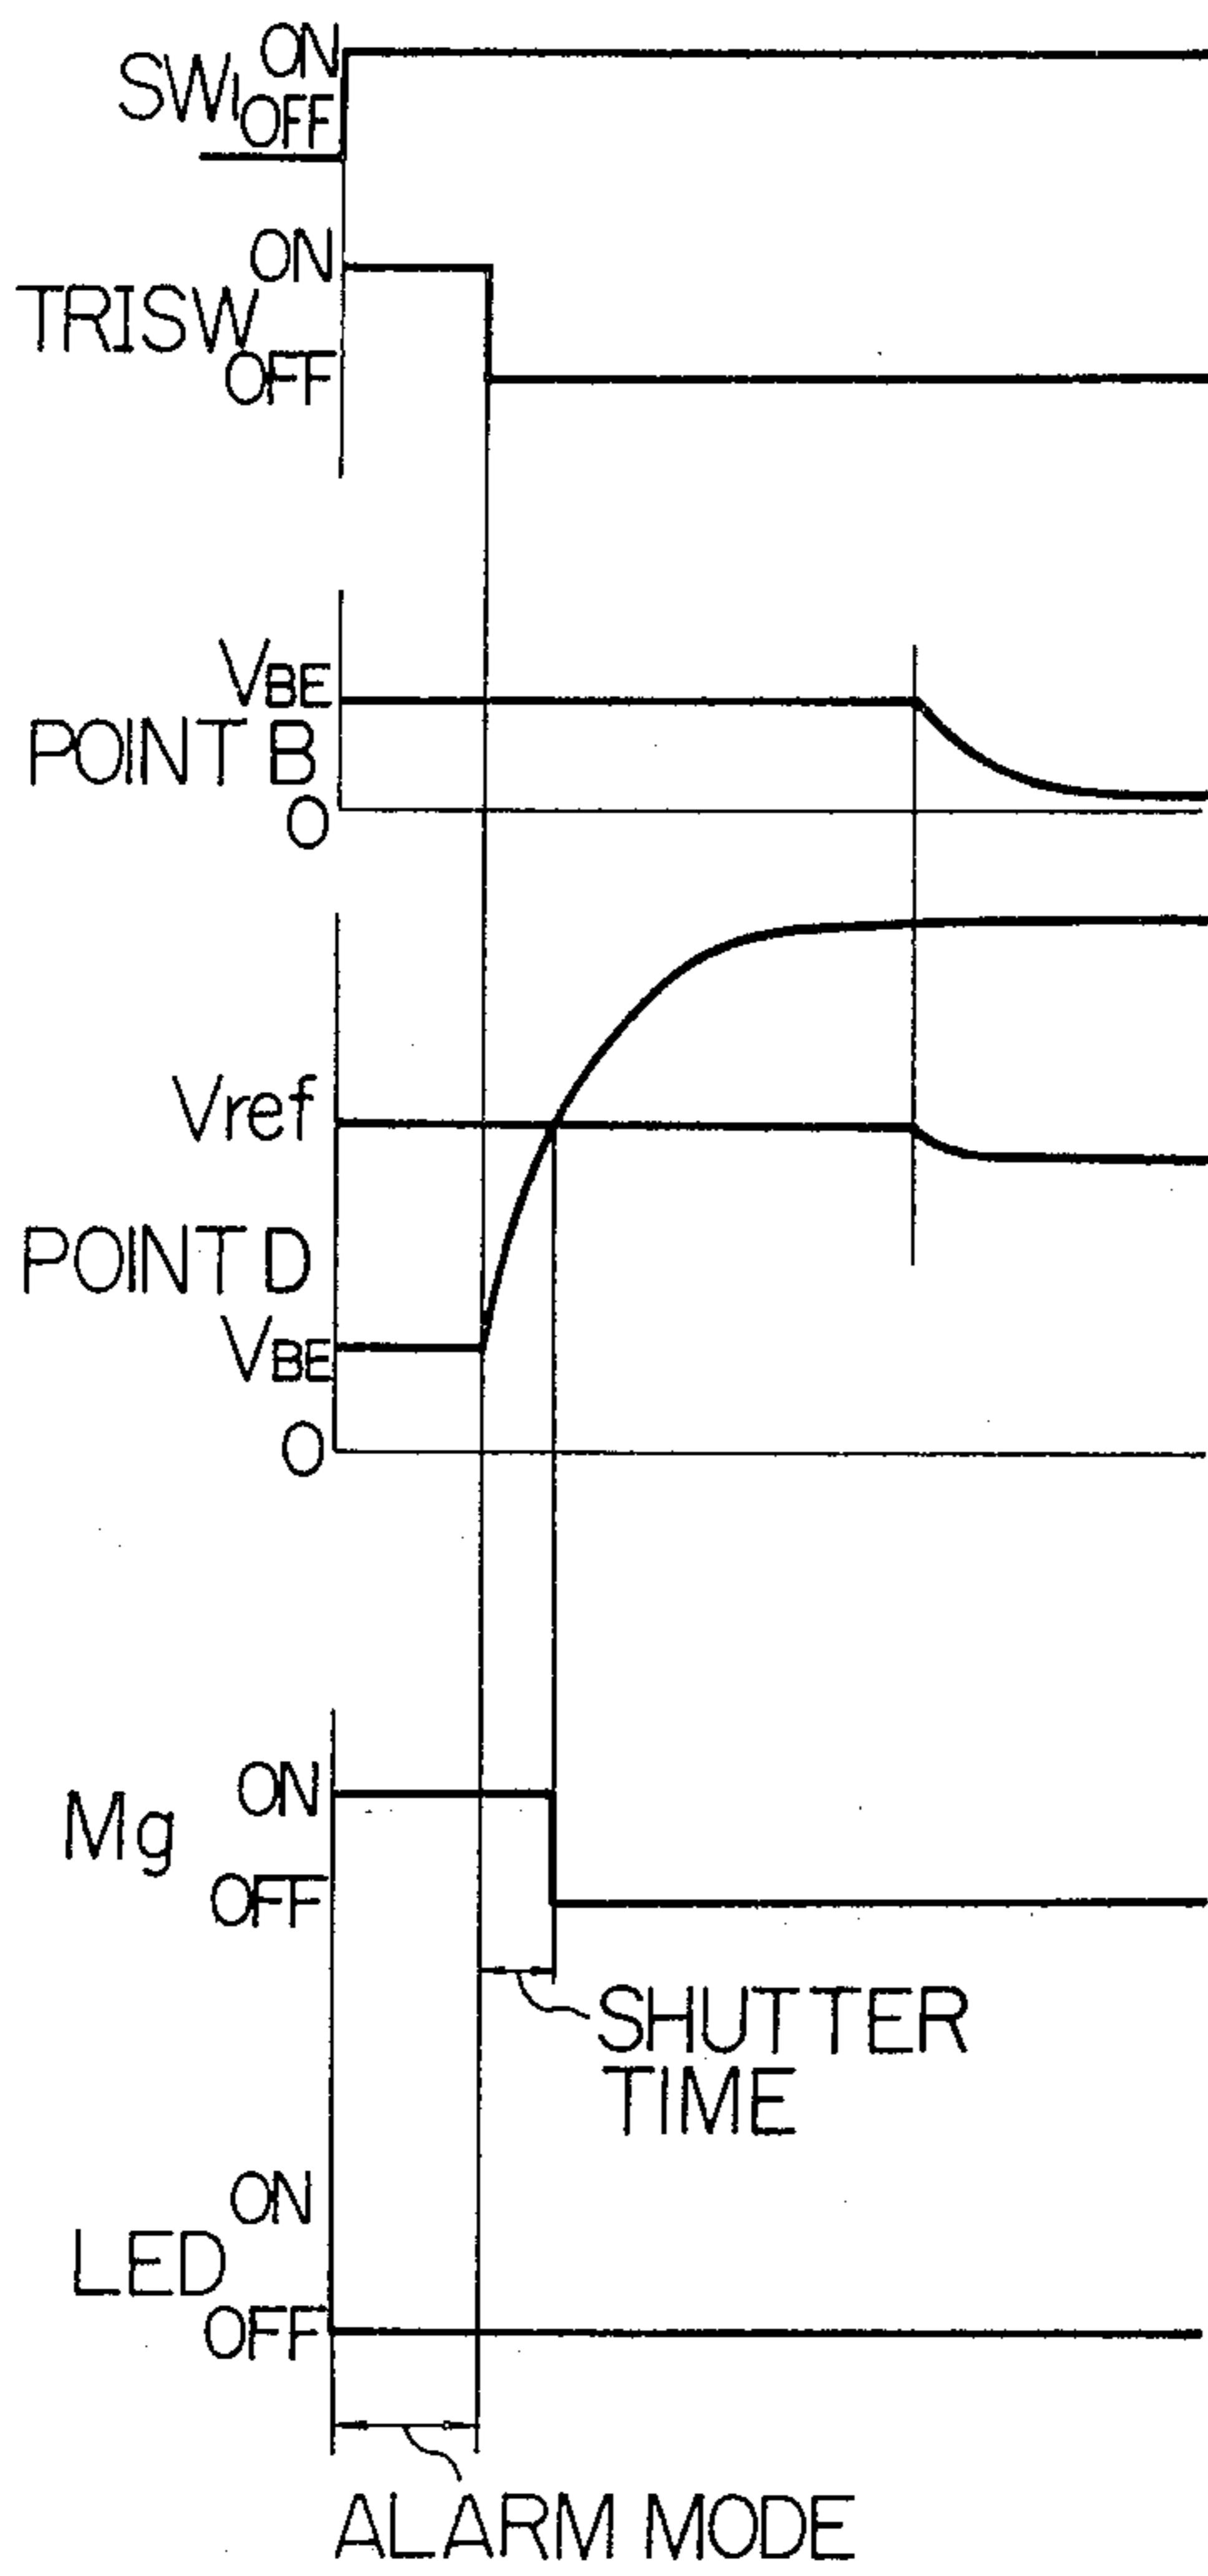 ON
SW1
OFF
ON
TRISW
OFF
VBE
POINT B
0
Vref
POINT D
VBE
0
ON
Mg
OFF
SHUTTER
TIME
ON
LED
OFF
ALARM MODE